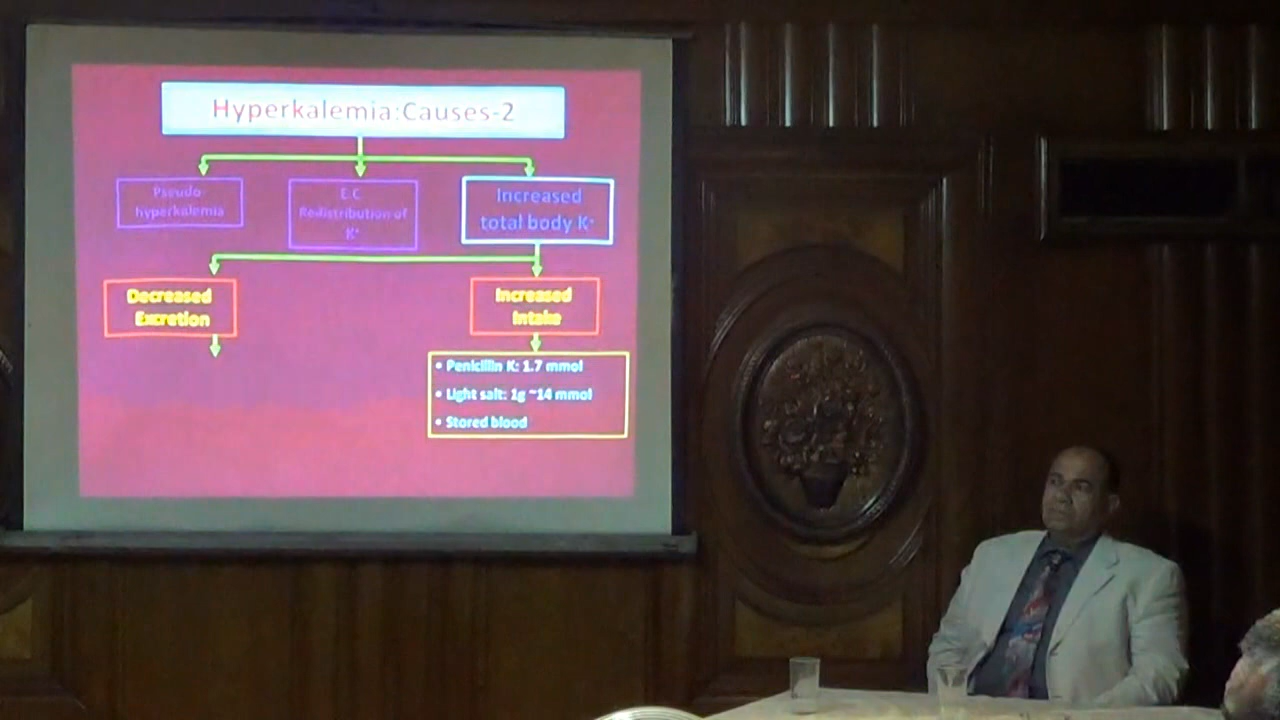 Hyperkalemia:Causes-2
Pseudo-
hyperkalemia
E.C
Redistribution of
K⁺
Increased
total body K⁺
Decreased
Excretion
Increased
Intake
• Penicillin K: 1.7 mmol
• Light salt: 1g ~14 mmol
• Stored blood